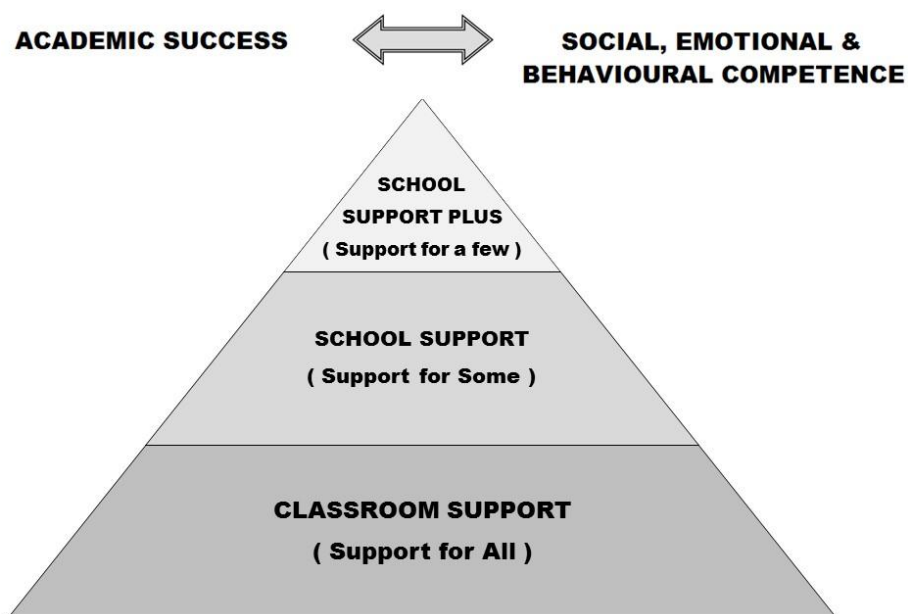 ACADEMIC SUCCESS
SOCIAL, EMOTIONAL &
BEHAVIOURAL COMPETENCE
SCHOOL
SUPPORT PLUS
( Support for a few )
SCHOOL SUPPORT
( Support for Some )
CLASSROOM SUPPORT
( Support for All )